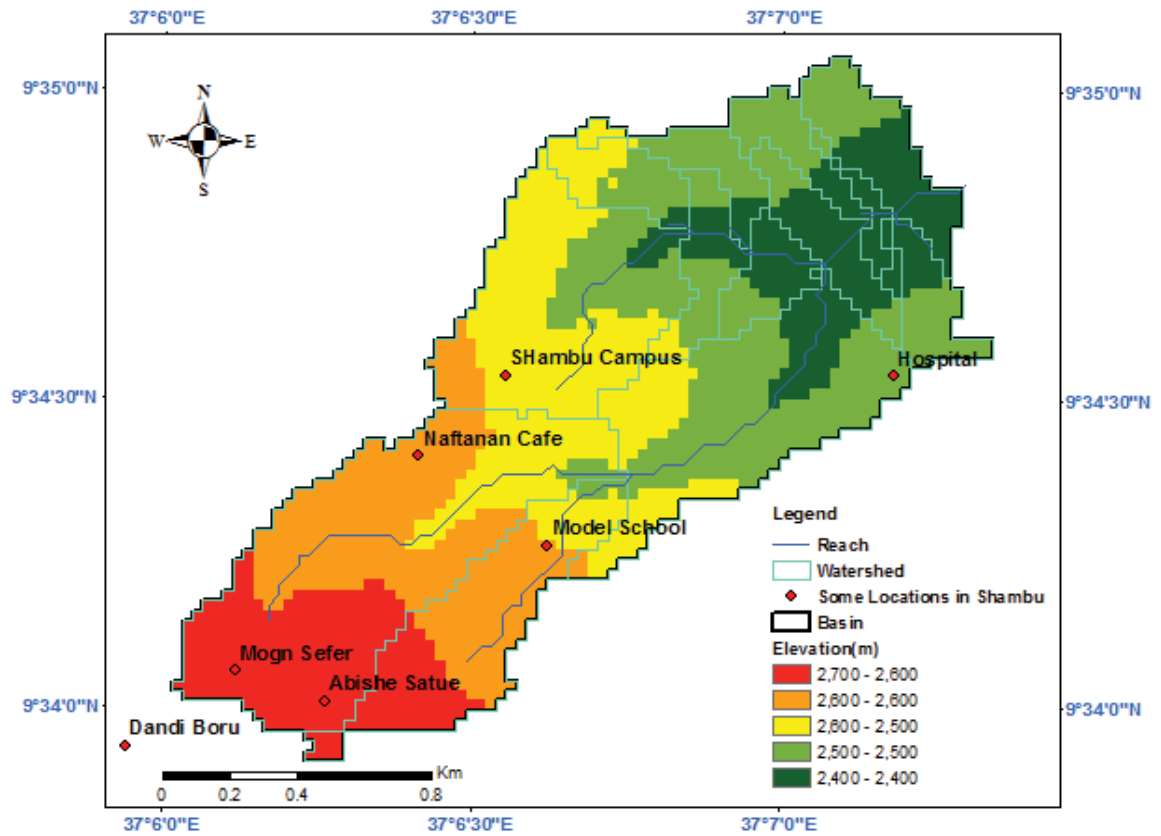 37°6'0"E 37°6'30"E 37°7'0"E
9°35'0"N 9°35'0"N
N
W E
S
SHambu Campus
Hospital
9°34'30"N 9°34'30"N
Naftanan Cafe
Model School
Legend
Reach
Watershed
Some Locations in Shambu
Basin
Elevation(m)
2,700 - 2,600
2,600 - 2,600
2,600 - 2,500
2,500 - 2,500
2,400 - 2,400
Mogn Sefer
Abishe Satue
9°34'0"N 9°34'0"N
Dandi Boru
Km
0 0.2 0.4 0.8
37°6'0"E 37°6'30"E 37°7'0"E